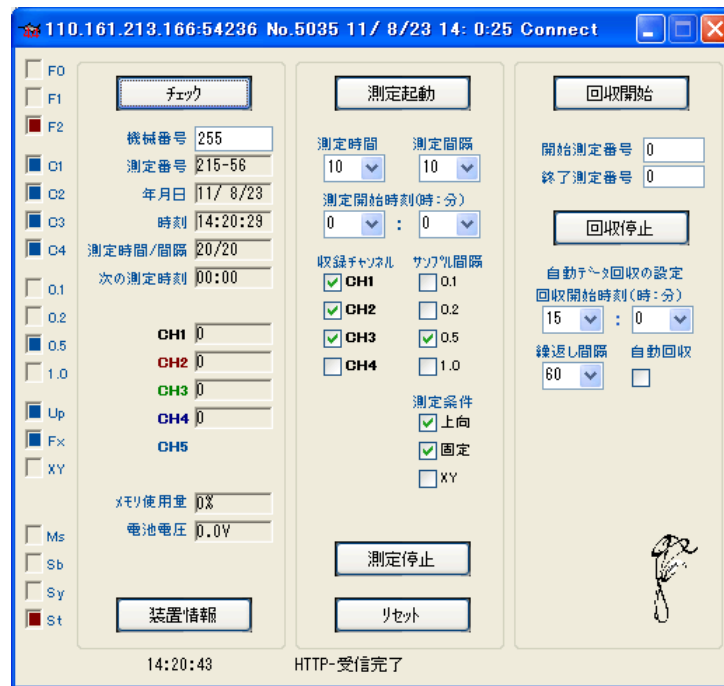 110.161.213.166:54236 No.5035 11/ 8/23 14: 0:25 Connect
F0
F1
F2
C1
C2
C3
C4
0.1
0.2
0.5
1.0
Up
Fx
XY
Ms
Sb
Sy
St
チェック
機械番号 255
測定番号 215-56
年月日 11/ 8/23
時刻 14:20:29
測定時間/間隔 20/20
次の測定時刻 00:00
CH1 0
CH2 0
CH3 0
CH4 0
CH5
メモリ使用量 0%
電池電圧 0.0V
装置情報
測定起動
測定時間 測定間隔
10 10
測定開始時刻(時:分)
0 : 0
収録チャンネル サンプル間隔
CH1 0.1
CH2 0.2
CH3 0.5
CH4 1.0
測定条件
上向
固定
XY
測定停止
リセット
回収開始
開始測定番号 0
終了測定番号 0
回収停止
自動データ回収の設定
回収開始時刻(時:分)
15 : 0
繰返し間隔 自動回収
60
14:20:43 HTTP-受信完了